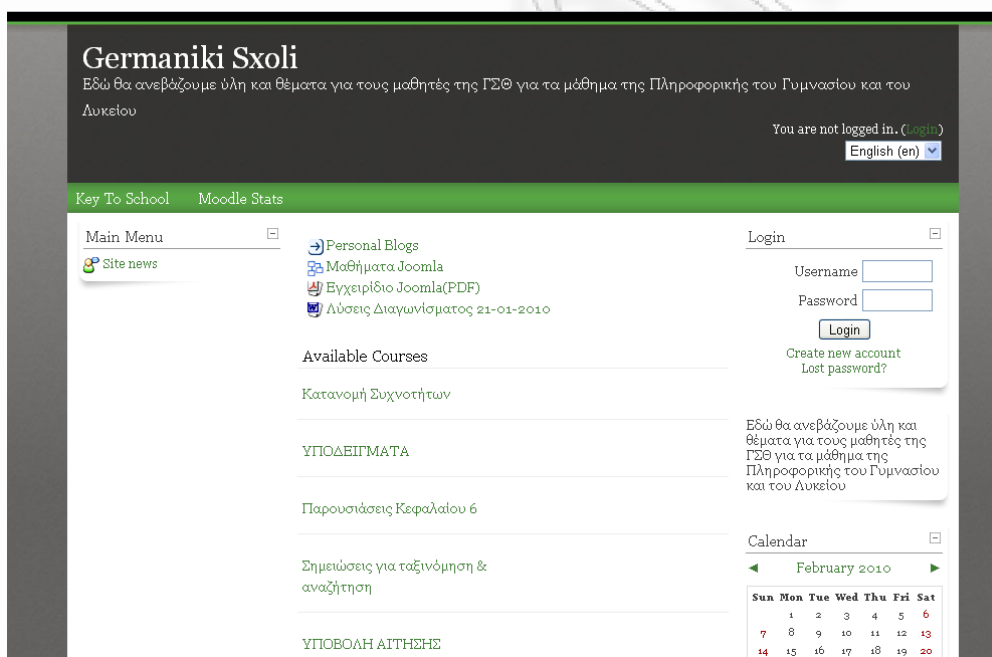 Germaniki Sxoli
Εδώ θα ανεβάζουμε ύλη και θέματα για τους μαθητές της ΓΣΘ για τα μάθημα της Πληροφορικής του Γυμνασίου και του
Λυκείου
You are not logged in. (Login)
English (en)
Key To School Moodle Stats
Main Menu
Site news
Personal Blogs
Μαθήματα Joomla
Εγχειρίδιο Joomla(PDF)
Λύσεις Διαγωνίσματος 21-01-2010
Available Courses
Κατανομή Συχνοτήτων
ΥΠΟΔΕΙΓΜΑΤΑ
Παρουσιάσεις Κεφαλαίου 6
Σημειώσεις για ταξινόμηση &
αναζήτηση
ΥΠΟΒΟΛΗ ΑΙΤΗΣΗΣ
Login
Username
Password
Login
Create new account
Lost password?
Εδώ θα ανεβάζουμε ύλη και
θέματα για τους μαθητές της
ΓΣΘ για τα μάθημα της
Πληροφορικής του Γυμνασίου
και του Λυκείου
Calendar
◄ February 2010 ►
Sun Mon Tue Wed Thu Fri Sat
1 2 3 4 5 6
7 8 9 10 11 12 13
14 15 16 17 18 19 20